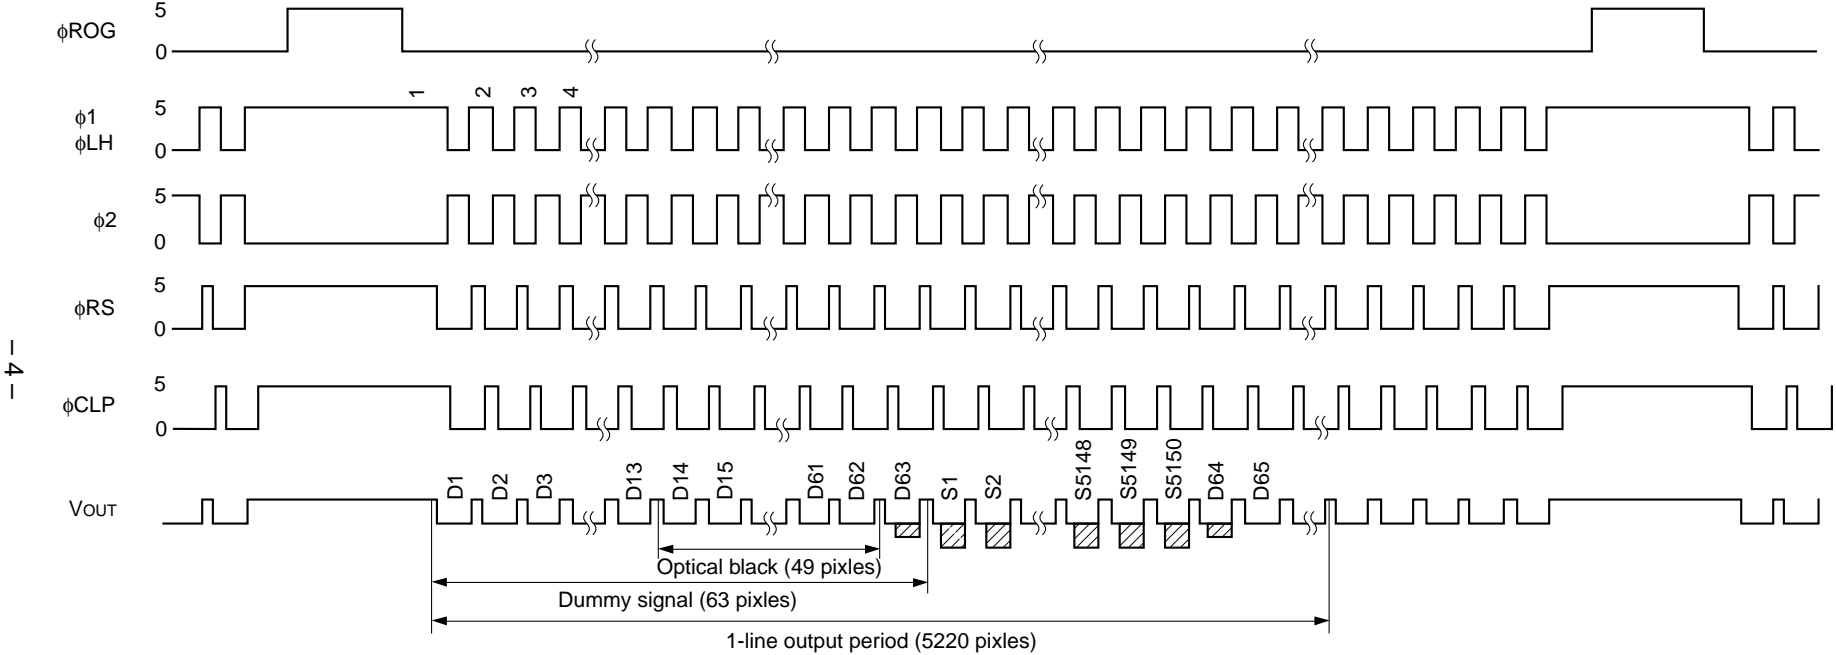 5
φROG
0
1
2
3
4
5
φ1
φLH
0
5
φ2
0
5
φRS
0
– 4 –
5
φCLP
0
D1
D2
D3
D13
D14
D15
D61
D62
D63
S1
S2
S5148
S5149
S5150
D64
D65
VOUT
Optical black (49 pixles)
Dummy signal (63 pixles)
1-line output period (5220 pixles)